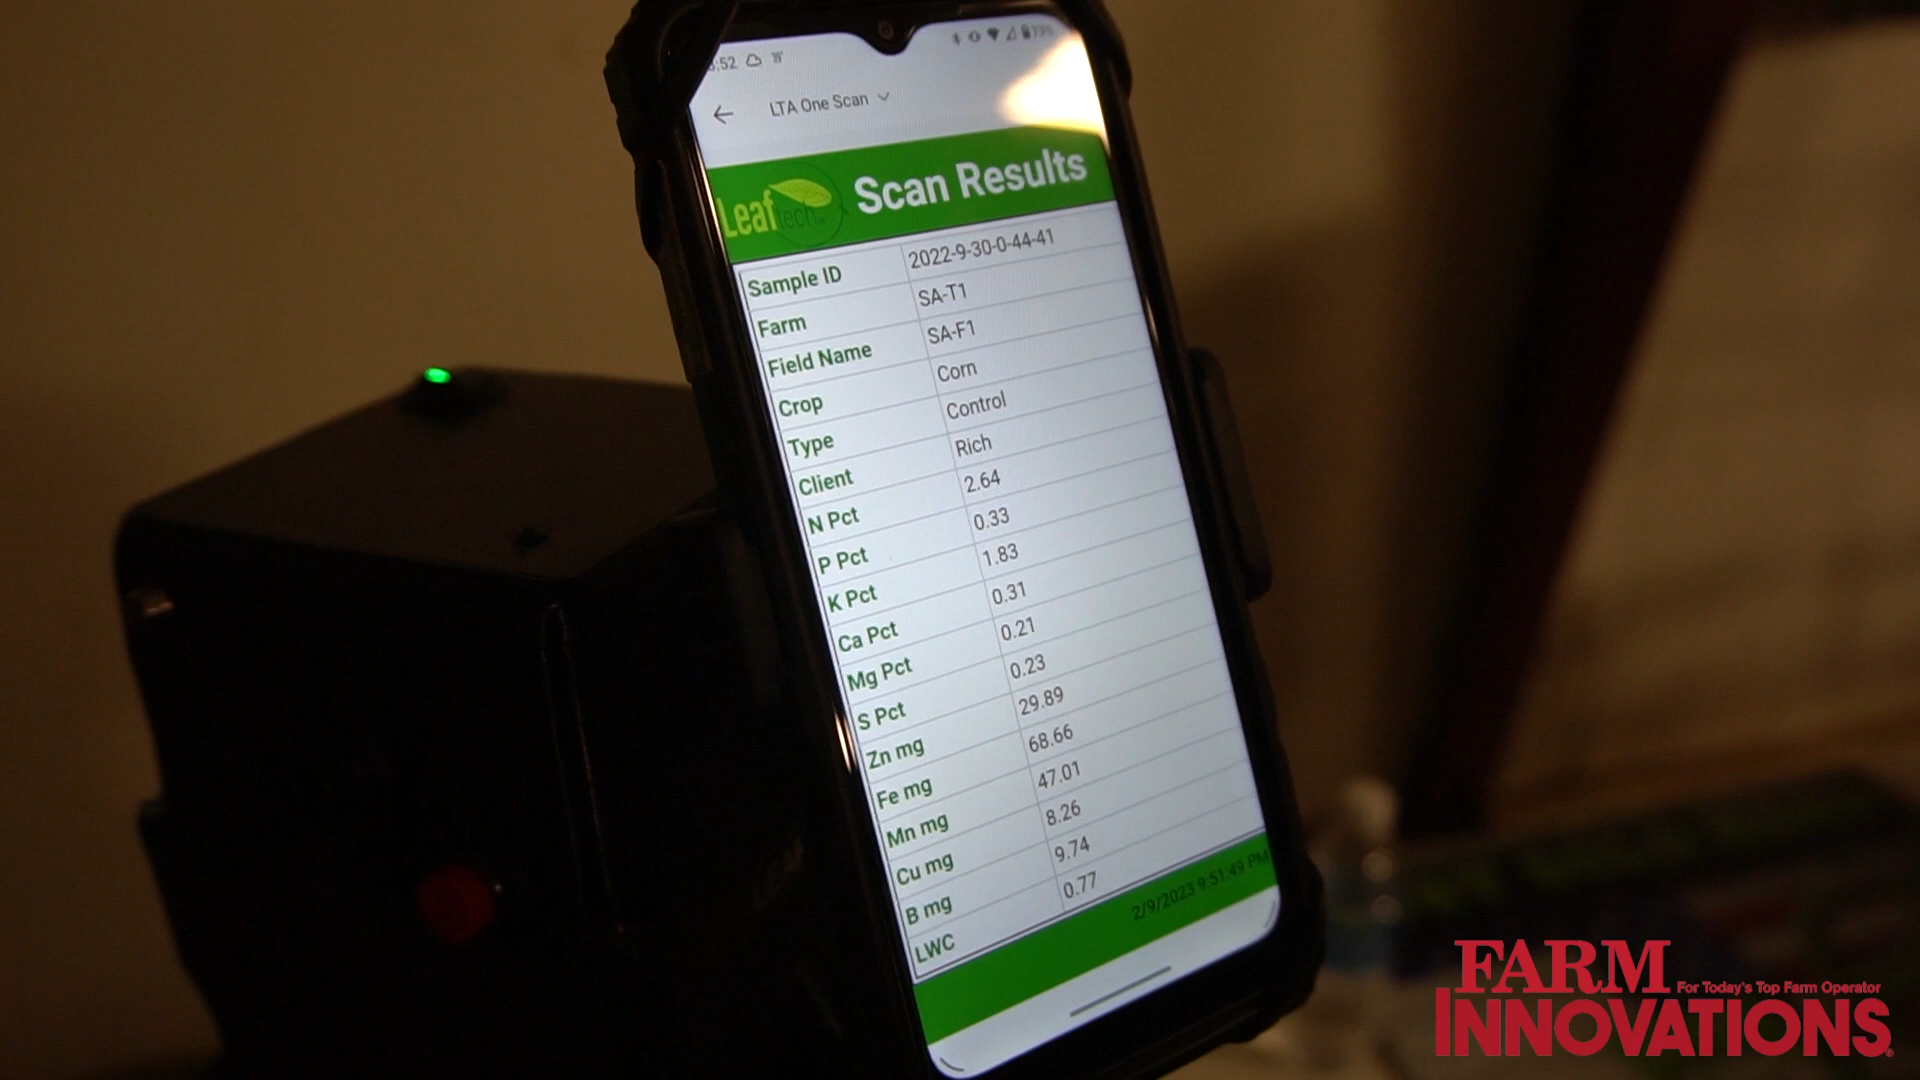 :52
73%
LTA One Scan
Leaftech Scan Results
Sample ID 2022-9-30-0-44-41
Farm SA-T1
Field Name SA-F1
Crop Corn
Type Control
Client Rich
N Pct 2.64
P Pct 0.33
K Pct 1.83
Ca Pct 0.31
Mg Pct 0.21
S Pct 0.23
Zn mg 29.89
Fe mg 68.66
Mn mg 47.01
Cu mg 8.26
B mg 9.74
LWC 0.77
2/9/2023 9:51:49 PM
FARM
For Today's Top Farm Operator
INNOVATIONS